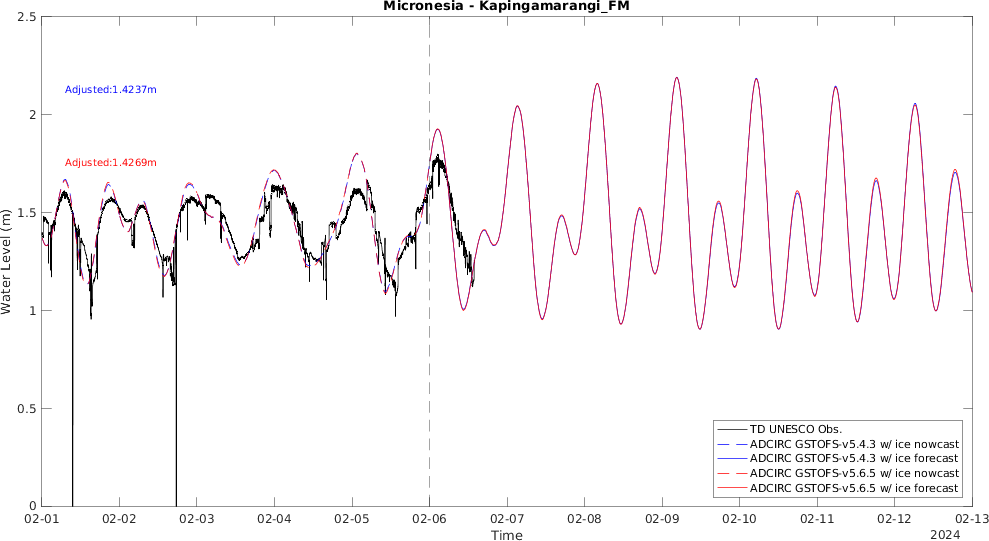 Micronesia - Kapingamarangi_FM
2.5
2
1.5
1
0.5
0
Water Level (m)
Adjusted:1.4237m
Adjusted:1.4269m
TD UNESCO Obs.
ADCIRC GSTOFS-v5.4.3 w/ ice nowcast
ADCIRC GSTOFS-v5.4.3 w/ ice forecast
ADCIRC GSTOFS-v5.6.5 w/ ice nowcast
ADCIRC GSTOFS-v5.6.5 w/ ice forecast
02-01 02-02 02-03 02-04 02-05 02-06 02-07 02-08 02-09 02-10 02-11 02-12 02-13
Time
2024